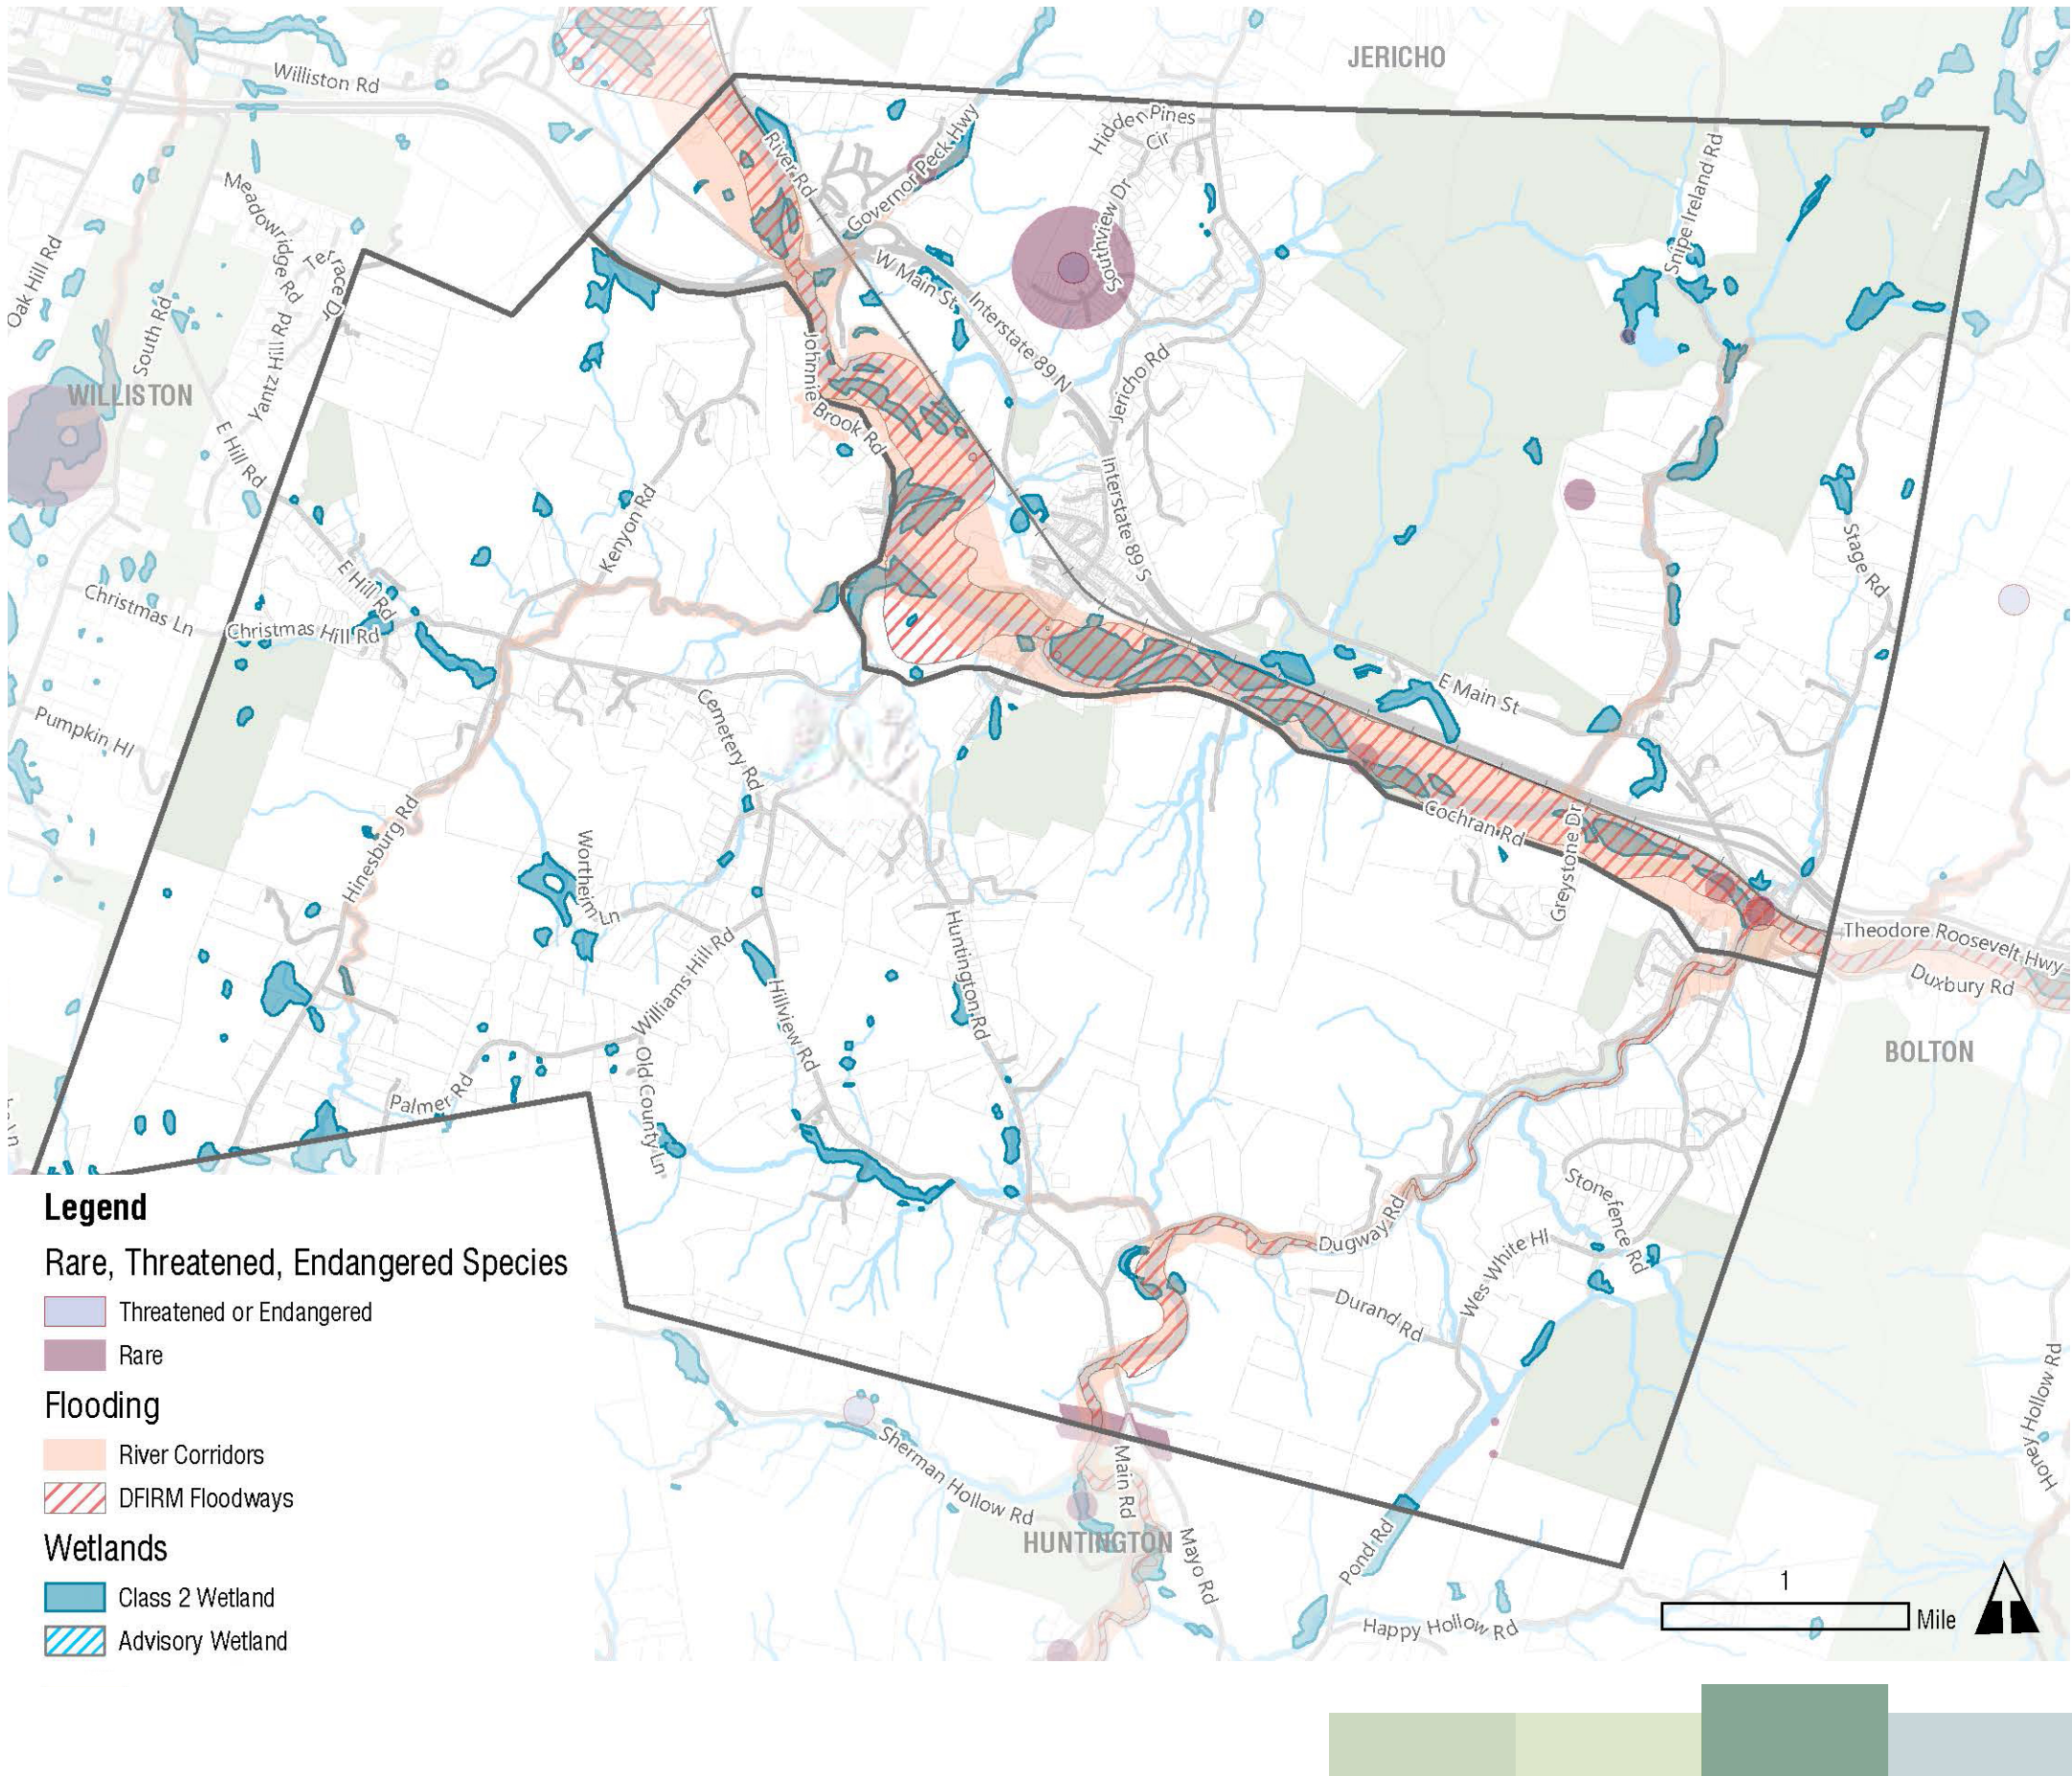 JERICHO
Williston Rd
River Rd
Governor Peck Hwy
Hidden Pines
Cir
Snipe Ireland Rd
Meadowridge Rd
Terrace Dr
Southview Dr
Oak Hill Rd
South Rd
Yantz Hill Rd
W Main St
Interstate 89 N
Johnnie Brook Rd
Jericho Rd
WILLISTON
E Hill Rd
Kenyon Rd
Interstate 89 S
Stage Rd
E Hill Rd
Christmas Ln
Christmas Hill Rd
E Main St
Cemetery Rd
Pumpkin Hl
Hinesburg Rd
Wortheim Ln
Cochran Rd
Greystone Dr
Huntington Rd
Theodore Roosevelt Hwy
Duxbury Rd
Williams Hill Rd
Hillview Rd
BOLTON
Old County Ln
Palmer Rd
Stonefence Rd
Dugway Rd
Wes White Hl
Durand Rd
Honey Hollow Rd
Sherman Hollow Rd
Main Rd
HUNTINGTON
Mayo Rd
Pond Rd
Happy Hollow Rd
Legend
Rare, Threatened, Endangered Species
Threatened or Endangered
Rare
Flooding
River Corridors
DFIRM Floodways
Wetlands
Class 2 Wetland
Advisory Wetland
1
Mile